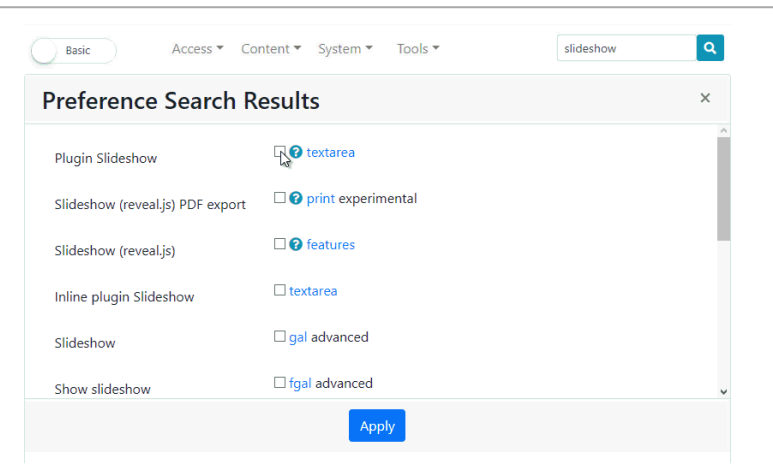 Basic Access Content System Tools slideshow
Preference Search Results ×
Plugin Slideshow ? textarea
Slideshow (reveal.js) PDF export ? print experimental
Slideshow (reveal.js) ? features
Inline plugin Slideshow textarea
Slideshow gal advanced
Show slideshow fgal advanced
Apply